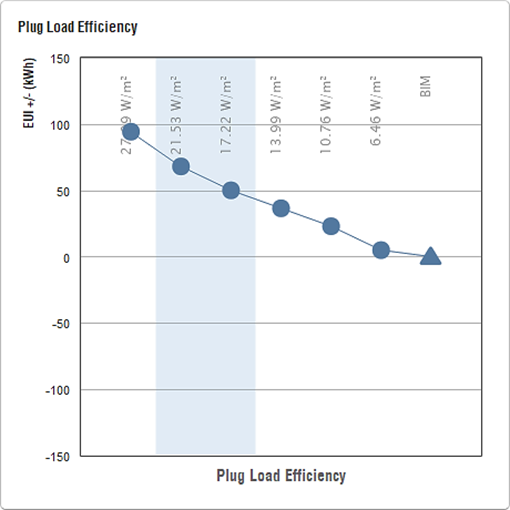 Plug Load Efficiency
EUI +/- (kWh)
150
100
50
0
-50
-100
-150
W/m²
21.53 W/m²
17.22 W/m²
13.99 W/m²
10.76 W/m²
6.46 W/m²
BIM
Plug Load Efficiency